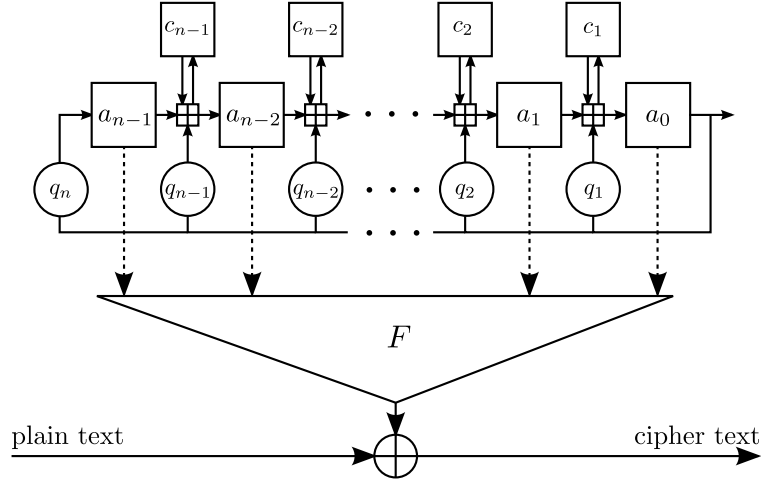 c_{n−1} c_{n−2} c_2 c_1
a_{n−1} a_{n−2} · · · a_1 a_0
q_n q_{n−1} q_{n−2} · · · q_2 q_1
· · ·
F
plain text cipher text